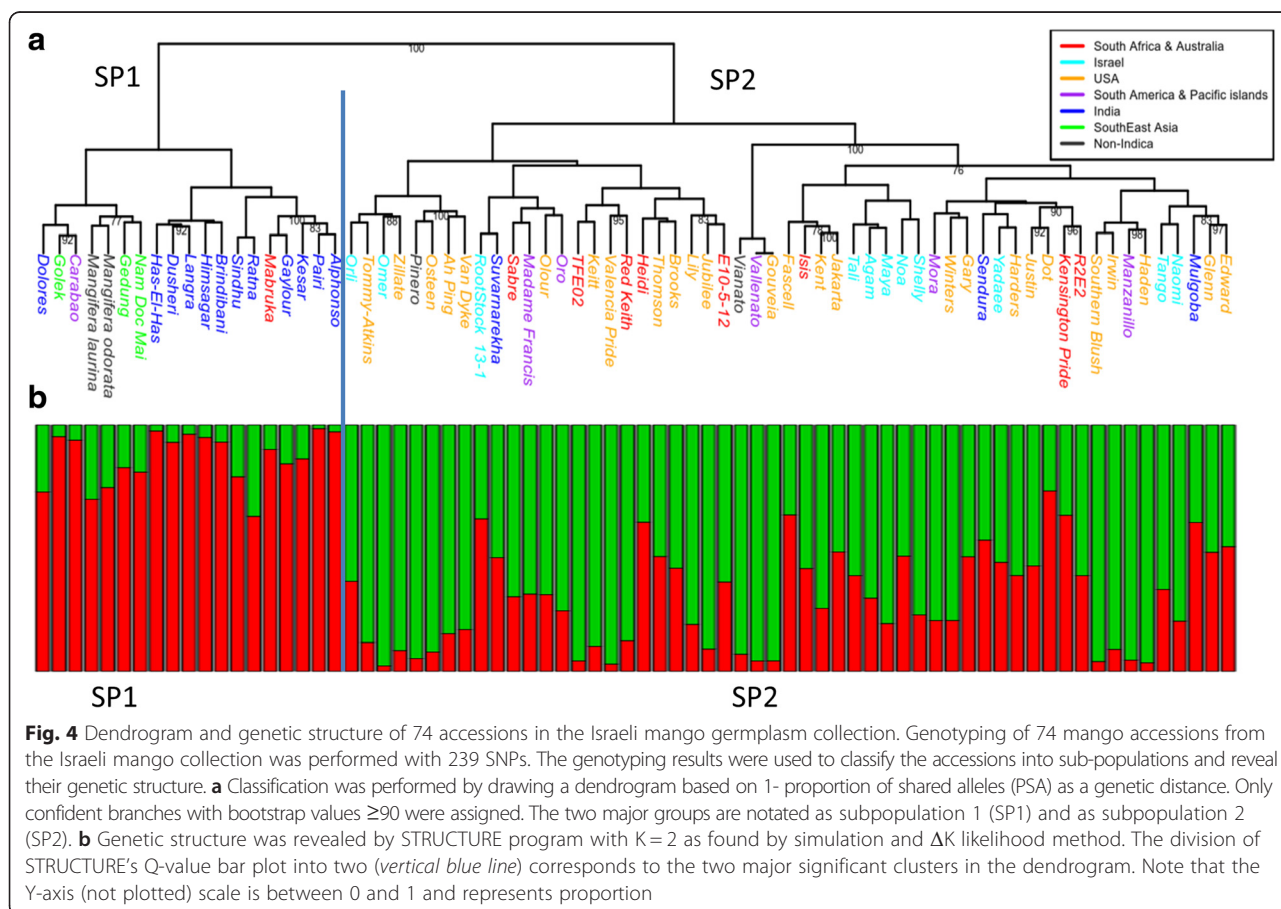 a
100
SP1
SP2
South Africa & Australia
Israel
USA
South America & Pacific islands
India
SouthEast Asia
Non-Indica
100
76
77
92
92
100
83
88
100
95
83
78
100
90
92
96
98
83
97
Dolores
Golek
Carabao
Mangifera laurina
Mangifera odorata
Gedung
Nam Doc Mai
Has-El-Has
Dusheri
Langra
Himsagar
Brindibani
Sindhu
Ratna
Mabruka
Gaylour
Kesar
Pairi
Alphonso
Orli
Tommy-Atkins
Omer
Zillate
Pinero
Osteen
Ah Ping
Van Dyke
RootStock 13-1
Suvarnarekha
Sabre
Madame Francis
Olour
Oro
TFE02
Keitt
Valencia Pride
Red Keith
Heidi
Thomson
Brooks
Lily
Jubilee
E10-5-12
Vianato
Vallenato
Gouveia
Fascell
Isis
Kent
Jakarta
Tali
Agam
Maya
Noa
Shelly
Mora
Winters
Gary
Sendura
Yadaee
Harders
Justin
Dot
Kensington Pride
R2E2
Southern Blush
Irwin
Manzanillo
Haden
Tango
Naomi
Mulgoba
Glenn
Edward
b
SP1
SP2
Fig. 4 Dendrogram and genetic structure of 74 accessions in the Israeli mango germplasm collection. Genotyping of 74 mango accessions from
the Israeli mango collection was performed with 239 SNPs. The genotyping results were used to classify the accessions into sub-populations and reveal
their genetic structure. a Classification was performed by drawing a dendrogram based on 1- proportion of shared alleles (PSA) as a genetic distance. Only
confident branches with bootstrap values ≥90 were assigned. The two major groups are notated as subpopulation 1 (SP1) and as subpopulation 2
(SP2). b Genetic structure was revealed by STRUCTURE program with K = 2 as found by simulation and ΔK likelihood method. The division of
STRUCTURE's Q-value bar plot into two (vertical blue line) corresponds to the two major significant clusters in the dendrogram. Note that the
Y-axis (not plotted) scale is between 0 and 1 and represents proportion